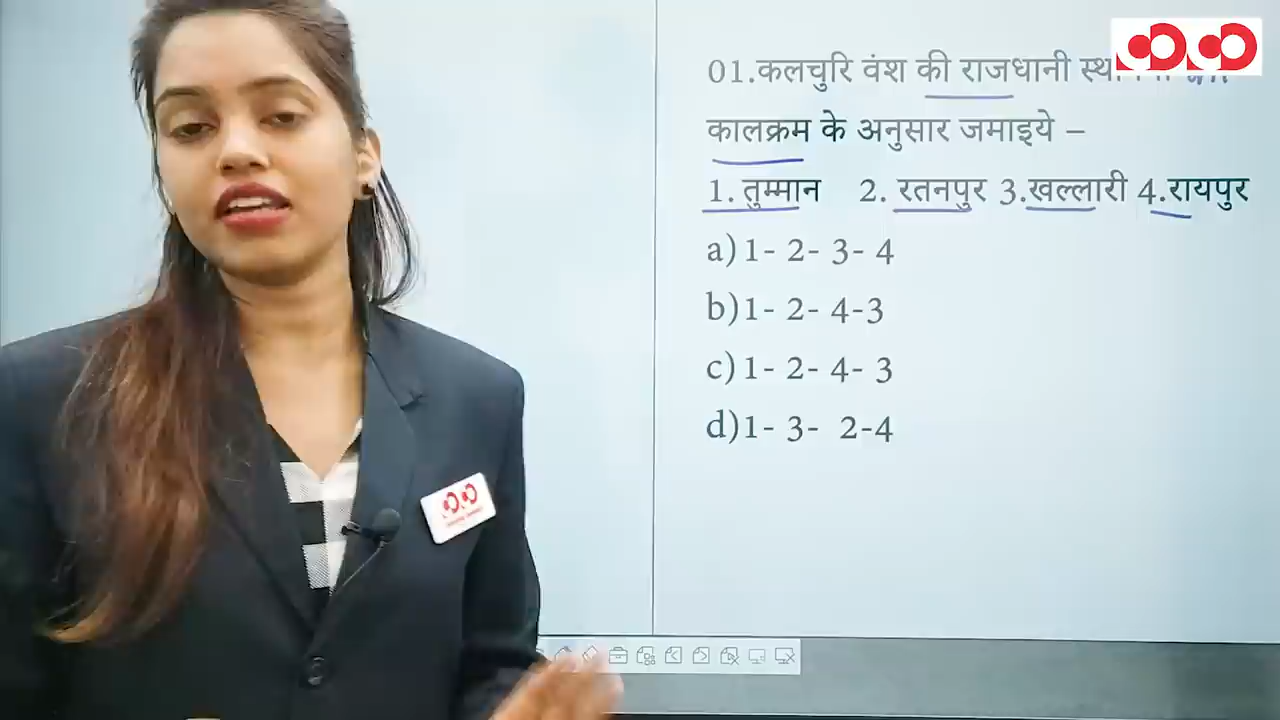 01.कलचुरि वंश की राजधानी
कालक्रम के अनुसार जमाइये –
1. तुम्मान 2. रतनपुर 3.खल्लारी 4.रायपुर
a)1- 2- 3- 4
b)1- 2- 4-3
c)1- 2- 4- 3
d)1- 3- 2-4